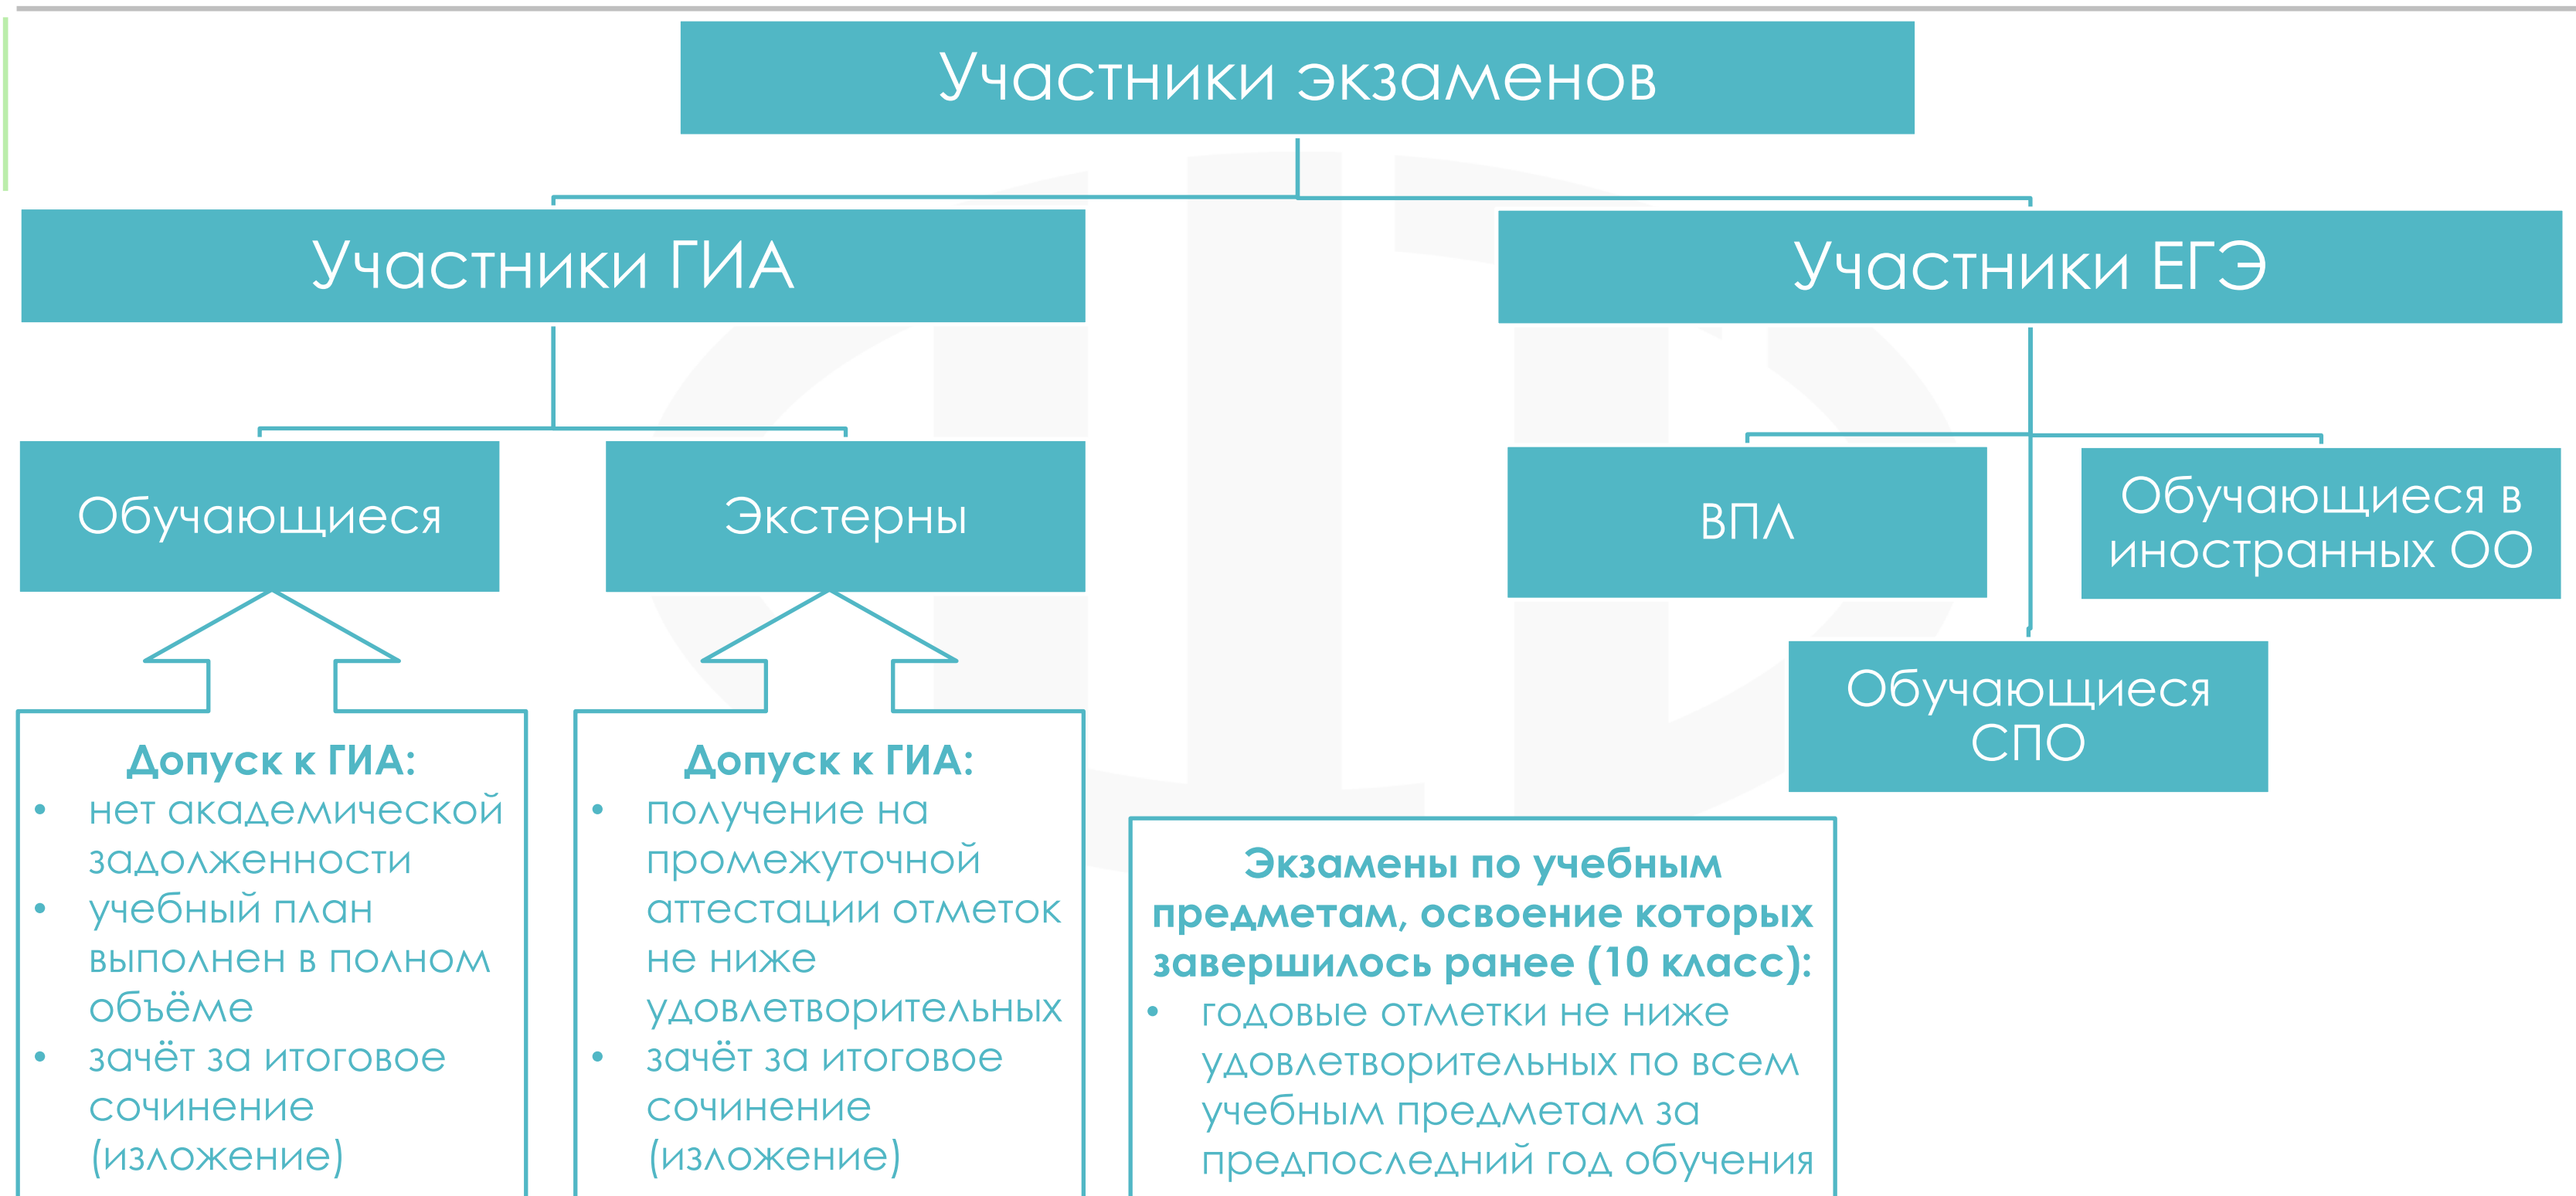 Участники экзаменов
Участники ГИА
Участники ЕГЭ
Обучающиеся
Экстерны
ВПЛ
Обучающиеся в
иностранных ОО
Обучающиеся
СПО
Допуск к ГИА:
• нет академической
задолженности
• учебный план
выполнен в полном
объёме
• зачёт за итоговое
сочинение
(изложение)
Допуск к ГИА:
• получение на
промежуточной
аттестации отметок
не ниже
удовлетворительных
• зачёт за итоговое
сочинение
(изложение)
Экзамены по учебным
предметам, освоение которых
завершилось ранее (10 класс):
• годовые отметки не ниже
удовлетворительных по всем
учебным предметам за
предпоследний год обучения